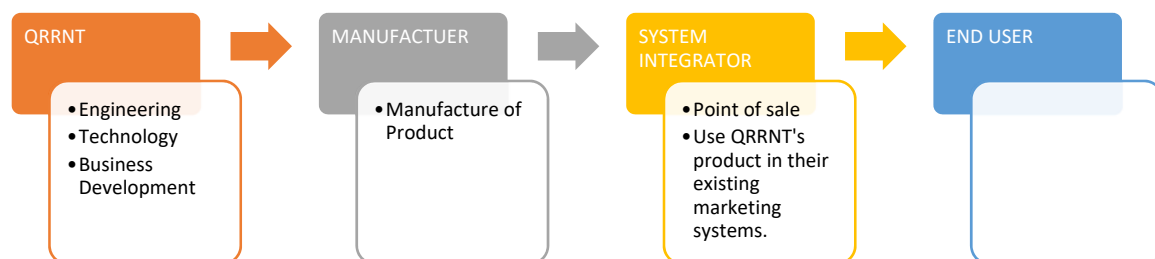 QRRNT
•Engineering
•Technology
•Business
Development
MANUFACTUER
•Manufacture of
Product
SYSTEM
INTEGRATOR
•Point of sale
•Use QRRNT's
product in their
existing
marketing
systems.
END USER